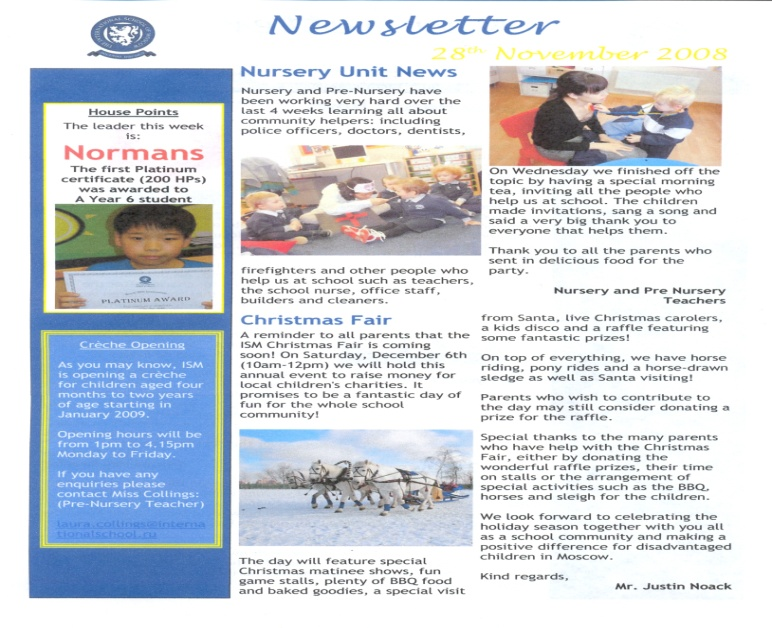 Newsletter
28th November 2008
House Points
The leader this week
is:
Normans
The first Platinum
certificate (200 HPs)
was awarded to
A Year 6 student
PLATINUM AWARD
Crèche Opening
As you may know, ISM
is opening a crèche
for children aged four
months to two years
of age starting in
January 2009.
Opening hours will be
from 1pm to 4.15pm
Monday to Friday.
If you have any
enquiries please
contact Miss Collings:
(Pre-Nursery Teacher)
laura.collings@interna
tionalschool.ru
Nursery Unit News
Nursery and Pre-Nursery have
been working very hard over the
last 4 weeks learning all about
community helpers: including
police officers, doctors, dentists,
firefighters and other people who
help us at school such as teachers,
the school nurse, office staff,
builders and cleaners.
On Wednesday we finished off the
topic by having a special morning
tea, inviting all the people who
help us at school. The children
made invitations, sang a song and
said a very big thank you to
everyone that helps them.
Thank you to all the parents who
sent in delicious food for the
party.
Nursery and Pre Nursery
Teachers
Christmas Fair
A reminder to all parents that the
ISM Christmas Fair is coming
soon! On Saturday, December 6th
(10am-12pm) we will hold this
annual event to raise money for
local children's charities. It
promises to be a fantastic day of
fun for the whole school
community!
The day will feature special
Christmas matinee shows, fun
game stalls, plenty of BBQ food
and baked goodies, a special visit
from Santa, live Christmas carolers,
a kids disco and a raffle featuring
some fantastic prizes!
On top of everything, we have horse
riding, pony rides and a horse-drawn
sledge as well as Santa visiting!
Parents who wish to contribute to
the day may still consider donating a
prize for the raffle.
Special thanks to the many parents
who have help with the Christmas
Fair, either by donating the
wonderful raffle prizes, their time
on stalls or the arrangement of
special activities such as the BBQ,
horses and sleigh for the children.
We look forward to celebrating the
holiday season together with you all
as a school community and making a
positive difference for disadvantaged
children in Moscow.
Kind regards,
Mr. Justin Noack